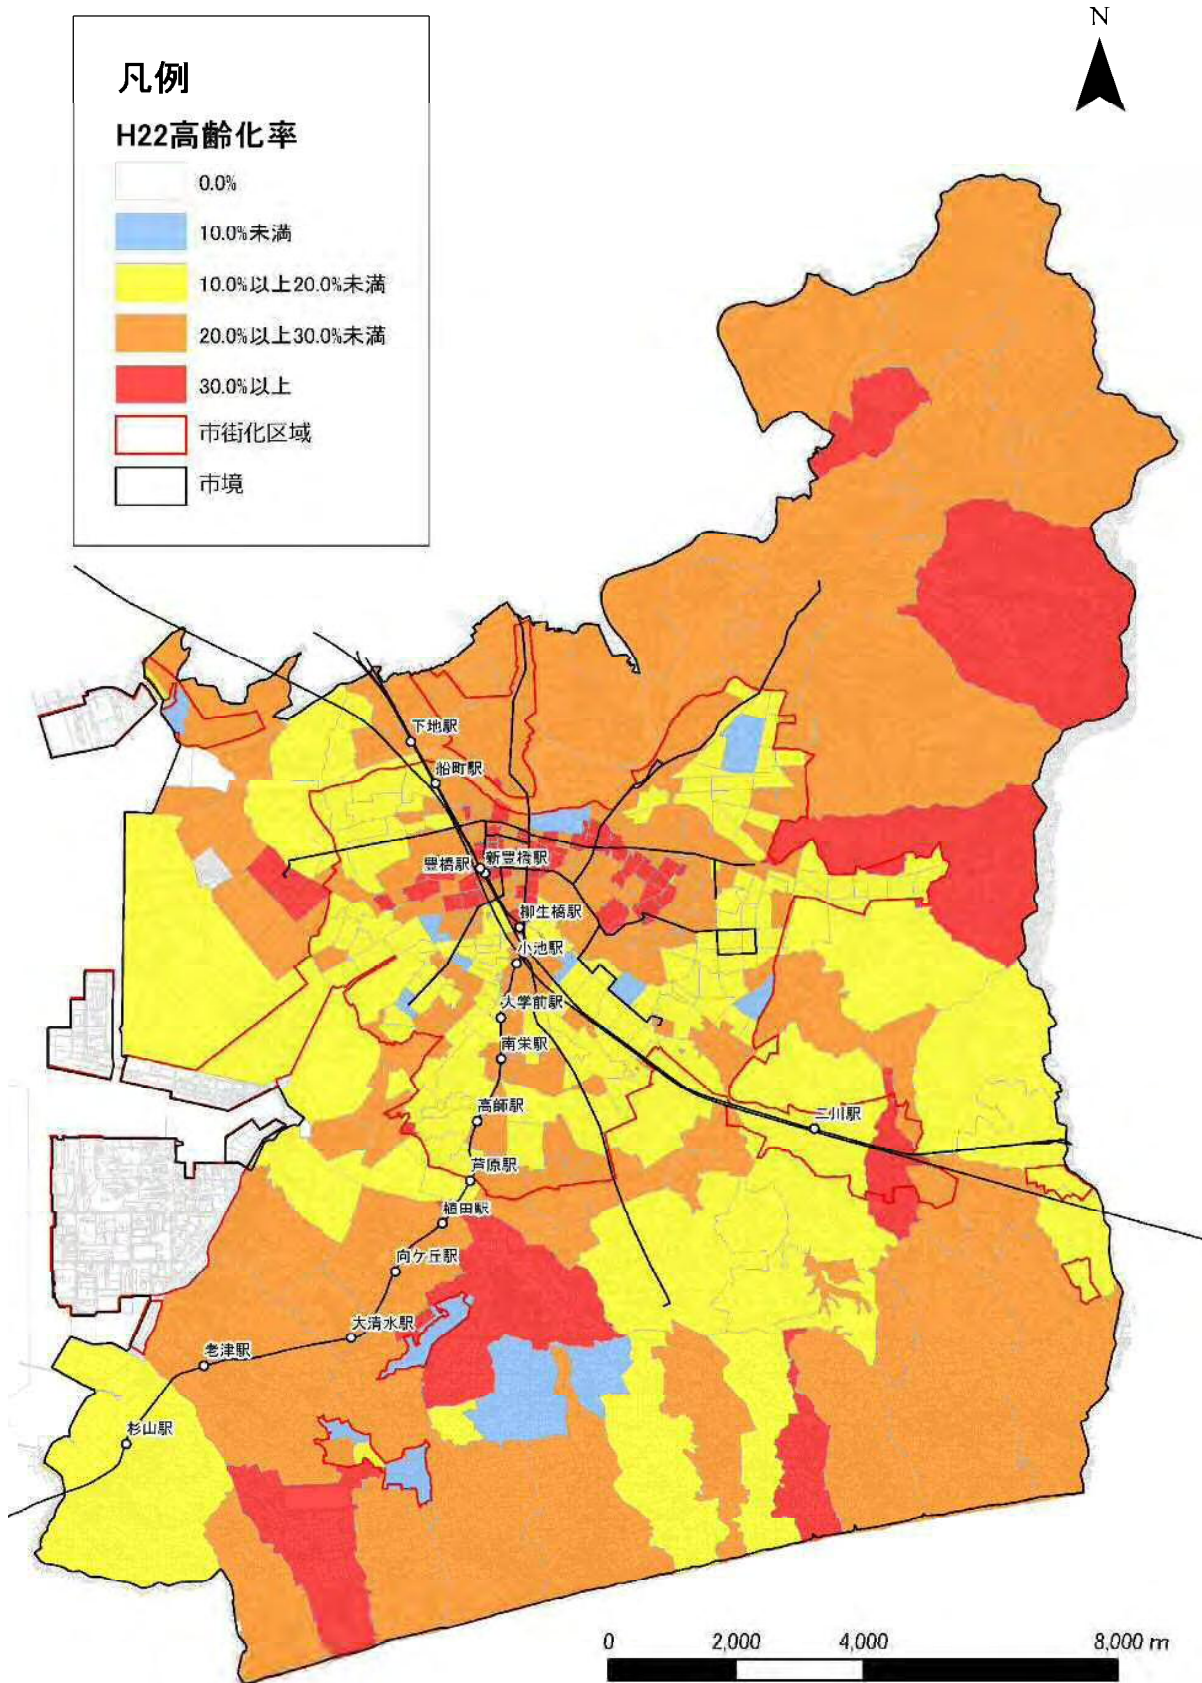 N
凡例
H22高齢化率
0.0%
10.0%未満
10.0%以上20.0%未満
20.0%以上30.0%未満
30.0%以上
市街化区域
市境
下地駅
船町駅
豊橋駅
新豊橋駅
柳生橋駅
小池駅
大学前駅
南栄駅
高師駅
二川駅
芦原駅
植田駅
向ケ丘駅
大清水駅
老津駅
杉山駅
0 2,000 4,000 8,000 m